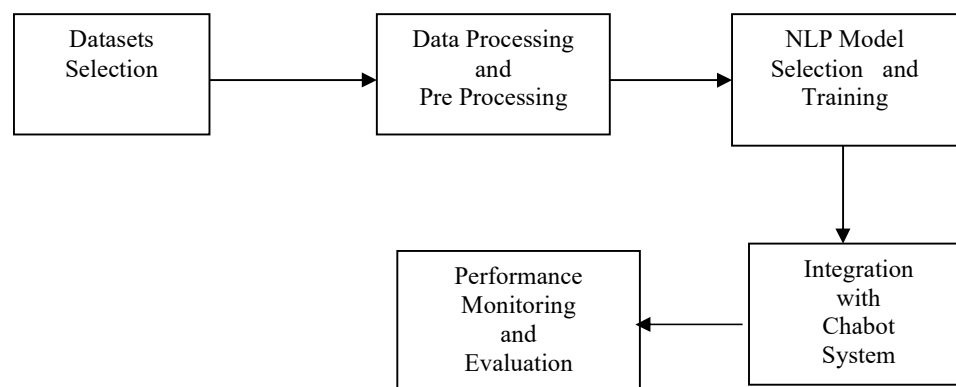 Datasets
Selection
Data Processing
and
Pre Processing
NLP Model
Selection and
Training
Integration
with
Chabot
System
Performance
Monitoring
and
Evaluation